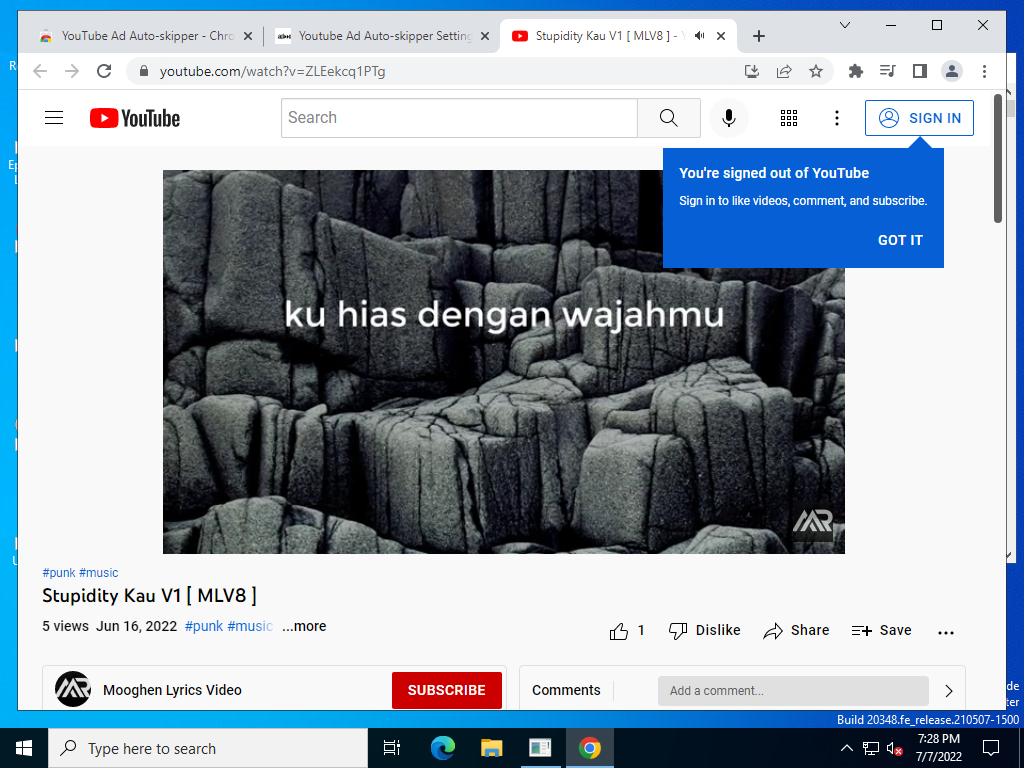 YouTube Ad Auto-skipper - Chro
Youtube Ad Auto-skipper Setting
Stupidity Kau V1 [ MLV8 ] - Y
youtube.com/watch?v=ZLEekcq1PTg
YouTube
Search
SIGN IN
You're signed out of YouTube
Sign in to like videos, comment, and subscribe.
GOT IT
ku hias dengan wajahmu
MR
#punk #music
Stupidity Kau V1 [ MLV8 ]
5 views Jun 16, 2022 #punk #music ...more
1 Dislike Share Save
Mooghen Lyrics Video
SUBSCRIBE
Comments
Add a comment...
Build 20348.fe_release.210507-1500
Type here to search
7:28 PM
7/7/2022